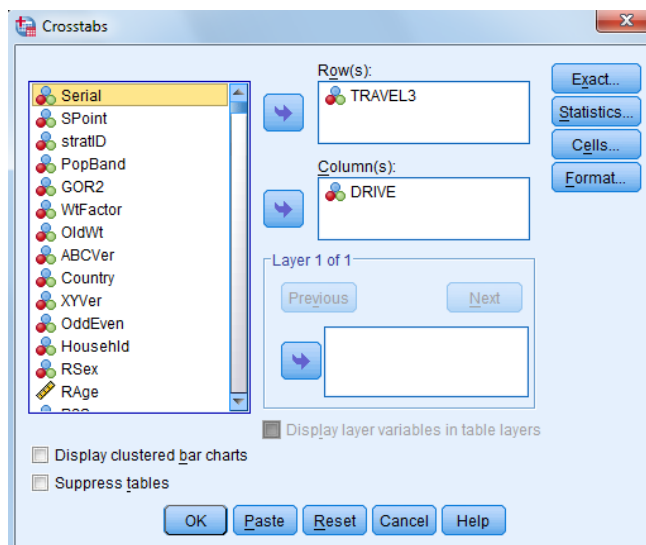 Crosstabs
Serial
SPoint
stratID
PopBand
GOR2
WtFactor
OldWt
ABCVer
Country
XYVer
OddEven
Househld
RSex
RAge
Row(s):
TRAVEL3
Column(s):
DRIVE
Layer 1 of 1
Previous
Next
Display layer variables in table layers
Exact...
Statistics...
Cells...
Format...
Display clustered bar charts
Suppress tables
OK
Paste
Reset
Cancel
Help